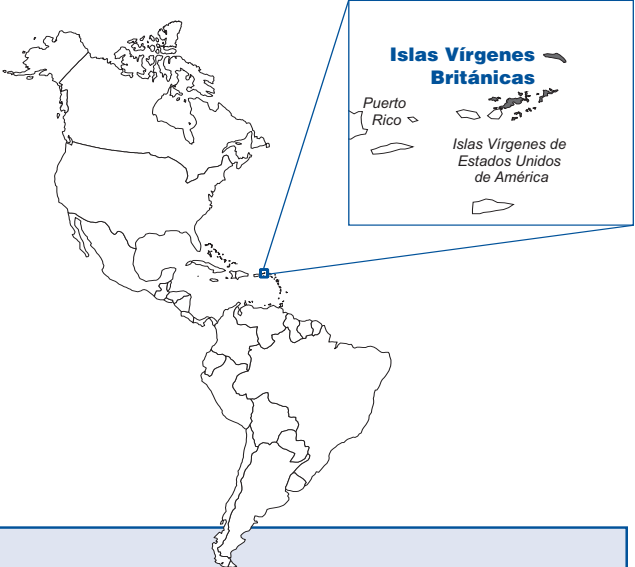 Islas Vírgenes
Británicas
Puerto
Rico
Islas Vírgenes de
Estados Unidos
de América